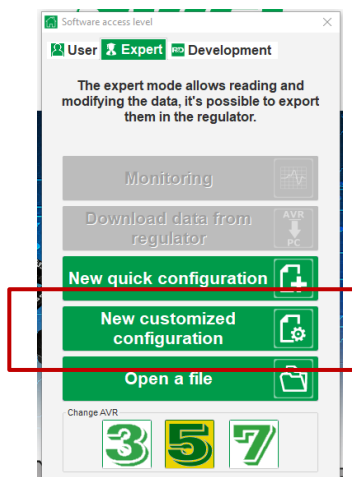 Software access level
User Expert R&D Development
The expert mode allows reading and
modifying the data, it's possible to export
them in the regulator.
Monitoring
Download data from
regulator
AVR
PC
New quick configuration
New customized
configuration
Open a file
Change AVR
3 5 7